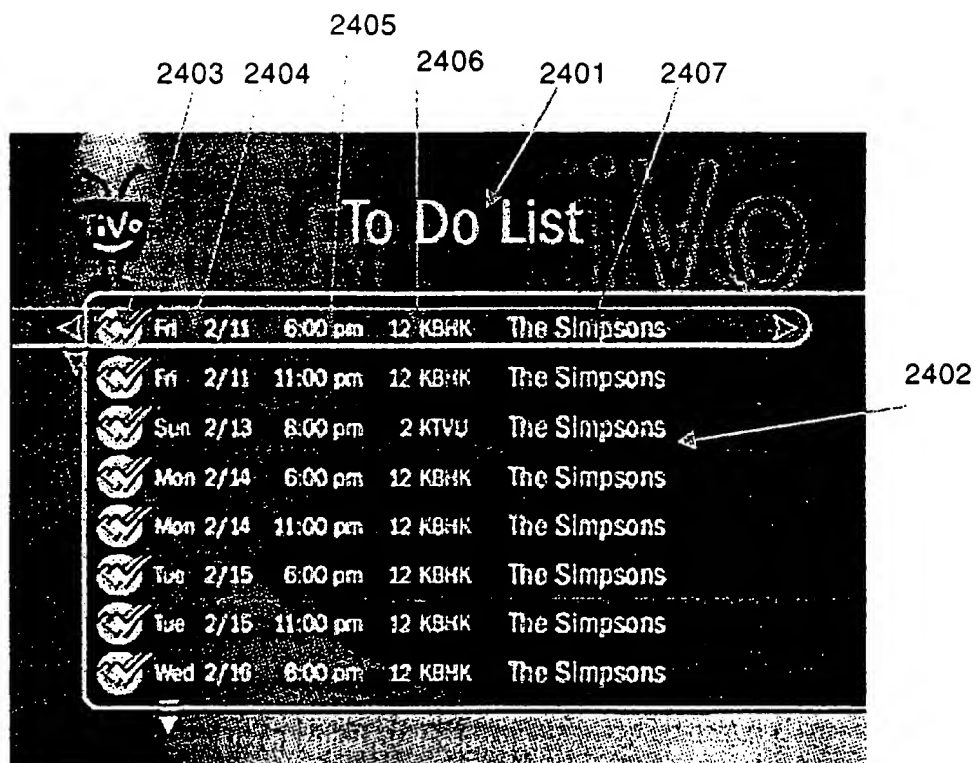 2405
2403 2404 2406 2401 2407
TiVo
To Do List
TiVo
Fri 2/11 6:00 pm 12 KBHK The Simpsons
Fri 2/11 11:00 pm 12 KBHK The Simpsons
2402
Sun 2/13 8:00 pm 2 KTVU The Simpsons
Mon 2/14 6:00 pm 12 KBHK The Simpsons
Mon 2/14 11:00 pm 12 KBHK The Simpsons
Tue 2/15 6:00 pm 12 KBHK The Simpsons
Tue 2/15 11:00 pm 12 KBHK The Simpsons
Wed 2/16 6:00 pm 12 KBHK The Simpsons